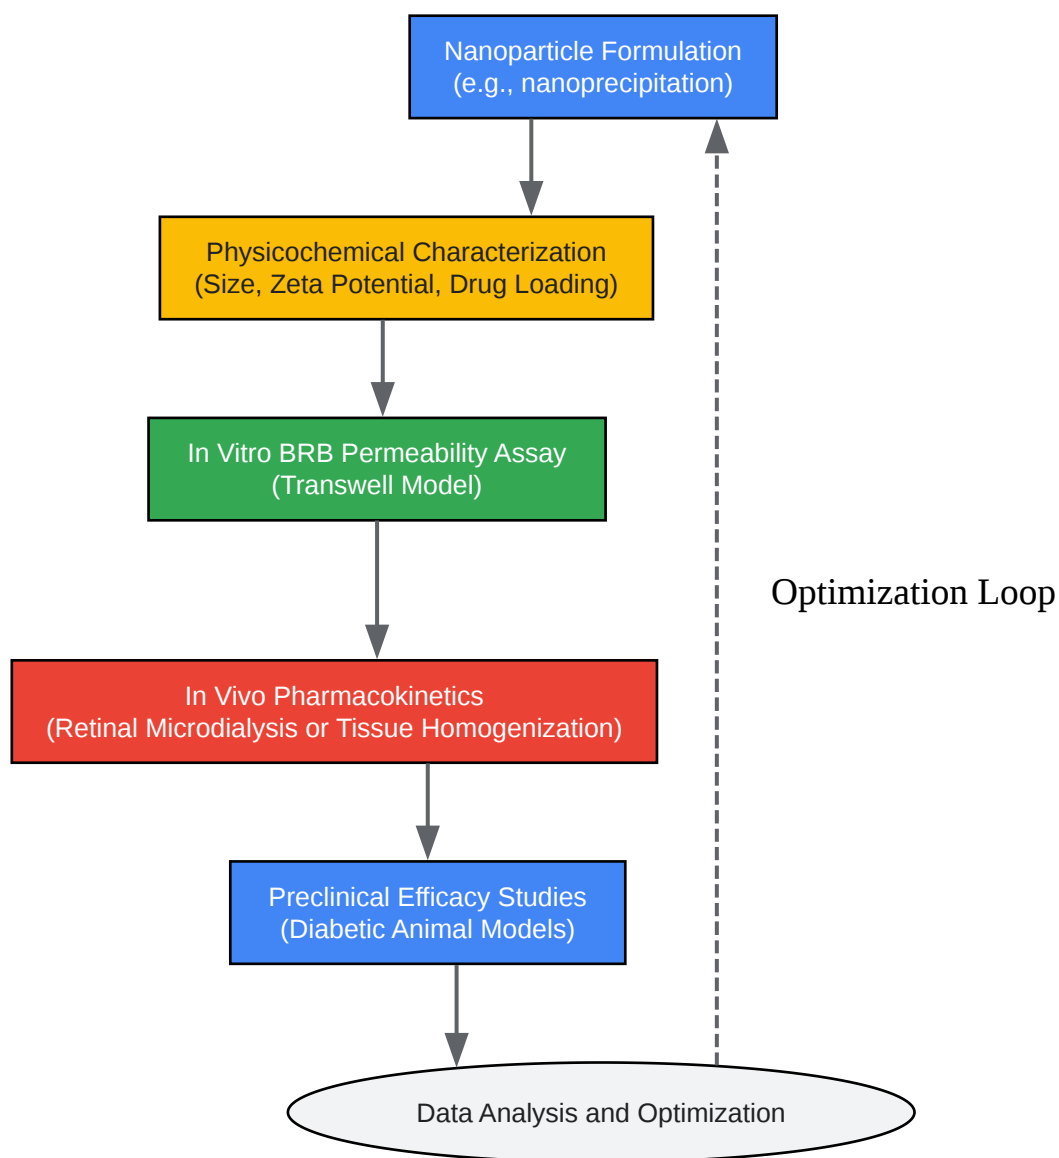 Nanoparticle Formulation
(e.g., nanoprecipitation)
Physicochemical Characterization
(Size, Zeta Potential, Drug Loading)
In Vitro BRB Permeability Assay
(Transwell Model)
Optimization Loop
In Vivo Pharmacokinetics
(Retinal Microdialysis or Tissue Homogenization)
Preclinical Efficacy Studies
(Diabetic Animal Models)
Data Analysis and Optimization